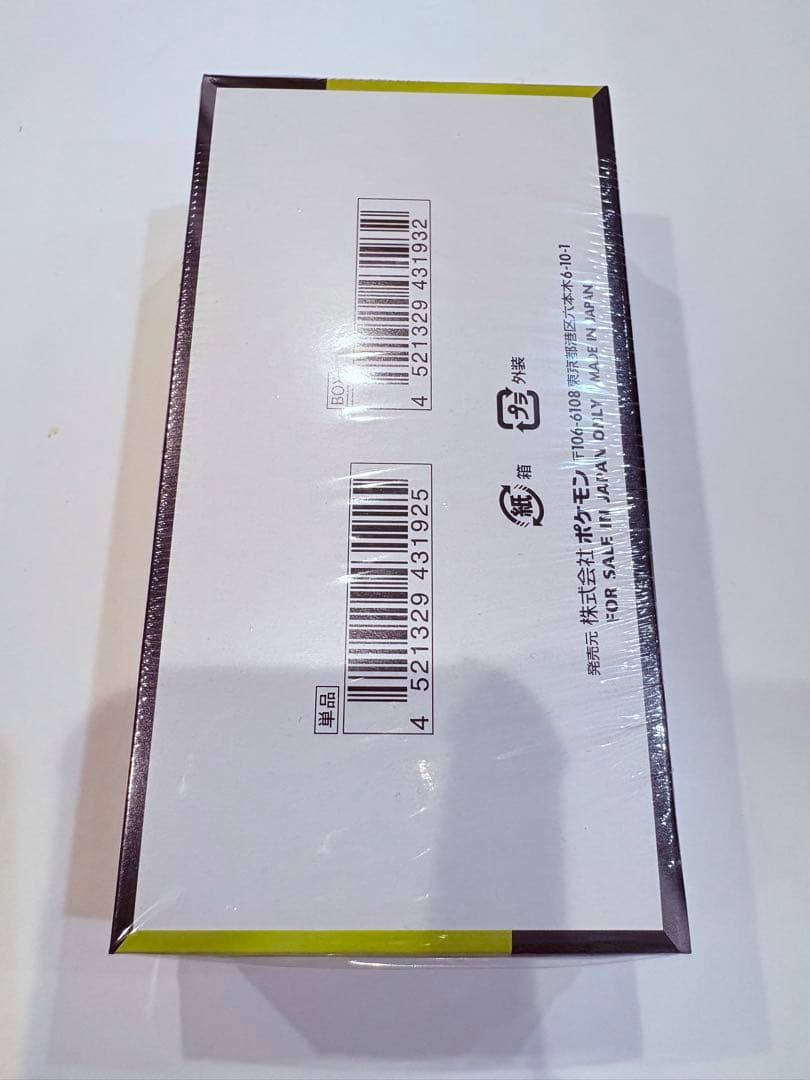 単品
4 521329 431925
BOX
4 521329 431932
紙 箱
プラ 外装
発売元 株式会社 ポケモン 〒106-6108 東京都港区六本木6-10-1
FOR SALE IN JAPAN ONLY / MADE IN JAPAN